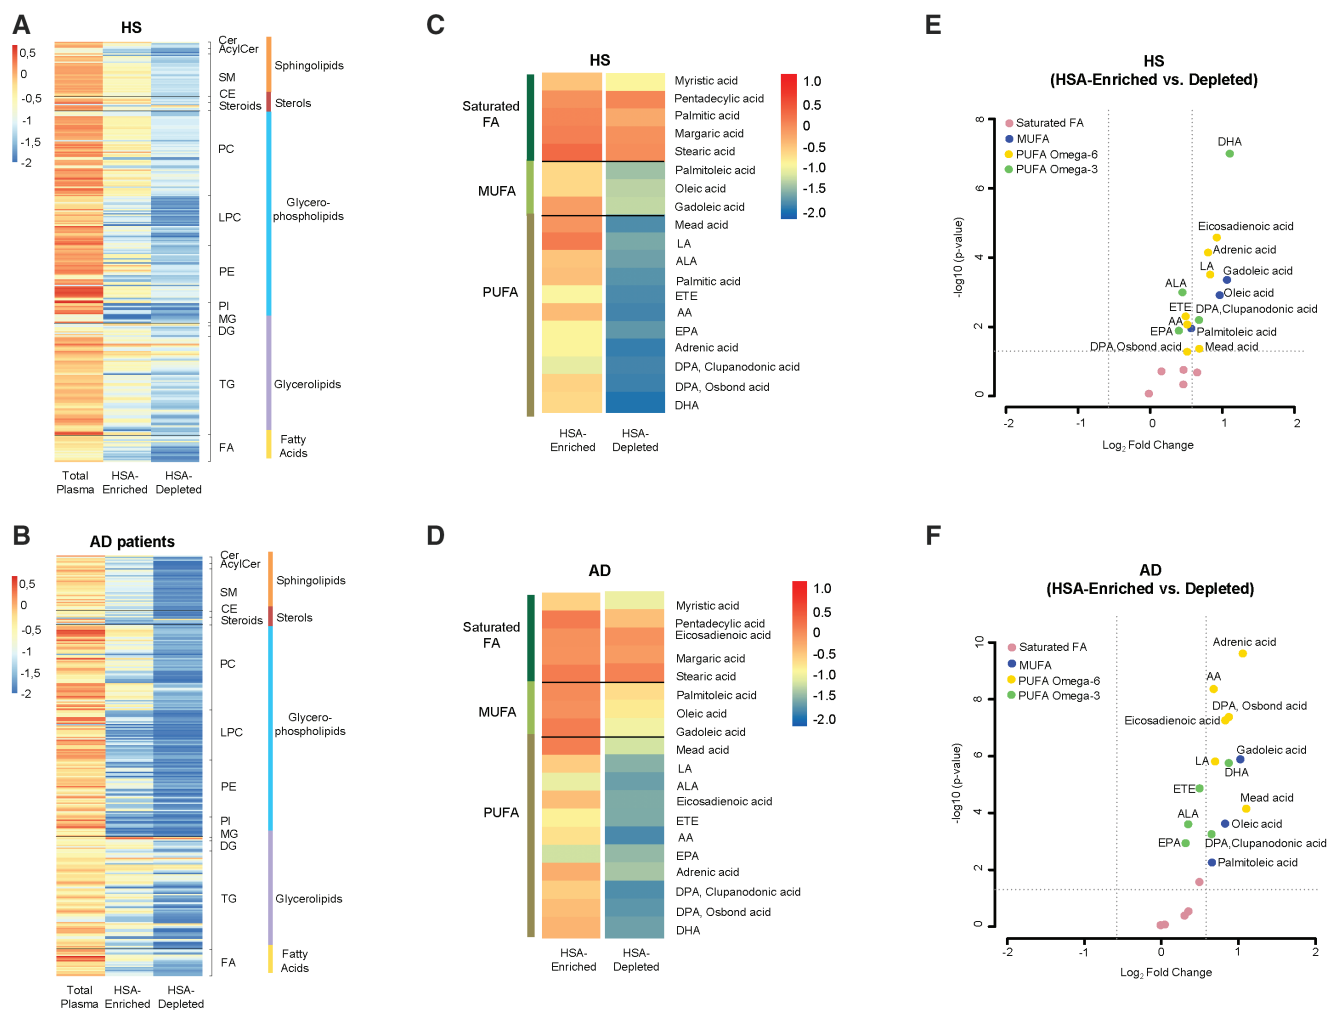 A
HS
0,5
0
-0,5
-1
-1,5
-2
Cer
AcylCer
SM
CE
Steroids
PC
LPC
PE
PI
MG
DG
TG
FA
Sphingolipids
Sterols
Glycero-
phospholipids
Glycerolipids
Fatty
Acids
Total
Plasma
HSA-
Enriched
HSA-
Depleted
B
AD patients
0,5
0
-0,5
-1
-1,5
-2
Cer
AcylCer
SM
CE
Steroids
PC
LPC
PE
PI
MG
DG
TG
FA
Sphingolipids
Sterols
Glycero-
phospholipids
Glycerolipids
Fatty
Acids
Total
Plasma
HSA-
Enriched
HSA-
Depleted
C
HS
Saturated
FA
MUFA
PUFA
Myristic acid
Pentadecylic acid
Palmitic acid
Margaric acid
Stearic acid
Palmitoleic acid
Oleic acid
Gadoleic acid
Mead acid
LA
ALA
Palmitic acid
ETE
AA
EPA
Adrenic acid
DPA, Clupanodonic acid
DPA, Osbond acid
DHA
1.0
0.5
0
-0.5
-1.0
-1.5
-2.0
HSA-
Enriched
HSA-
Depleted
D
AD
Saturated
FA
MUFA
PUFA
Myristic acid
Pentadecylic acid
Eicosadienoic acid
Margaric acid
Stearic acid
Palmitoleic acid
Oleic acid
Gadoleic acid
Mead acid
LA
ALA
Eicosadienoic acid
ETE
AA
EPA
Adrenic acid
DPA, Clupanodonic acid
DPA, Osbond acid
DHA
1.0
0.5
0
-0.5
-1.0
-1.5
-2.0
HSA-
Enriched
HSA-
Depleted
E
HS
(HSA-Enriched vs. Depleted)
Saturated FA
MUFA
PUFA Omega-6
PUFA Omega-3
8
6
4
2
0
-log10 (p-value)
DHA
Eicosadienoic acid
Adrenic acid
LA
Gadoleic acid
ALA
Oleic acid
ETE
DPA,Clupanodonic acid
AA
EPA
Palmitoleic acid
DPA,Osbond acid
Mead acid
-2
-1
0
1
2
Log2 Fold Change
F
AD
(HSA-Enriched vs. Depleted)
Saturated FA
MUFA
PUFA Omega-6
PUFA Omega-3
10
8
6
4
2
0
-log10 (p-value)
Adrenic acid
AA
DPA, Osbond acid
Eicosadienoic acid
Gadoleic acid
LA
DHA
ETE
Mead acid
ALA
Oleic acid
EPA
DPA,Clupanodonic acid
Palmitoleic acid
-2
-1
0
1
2
Log2 Fold Change